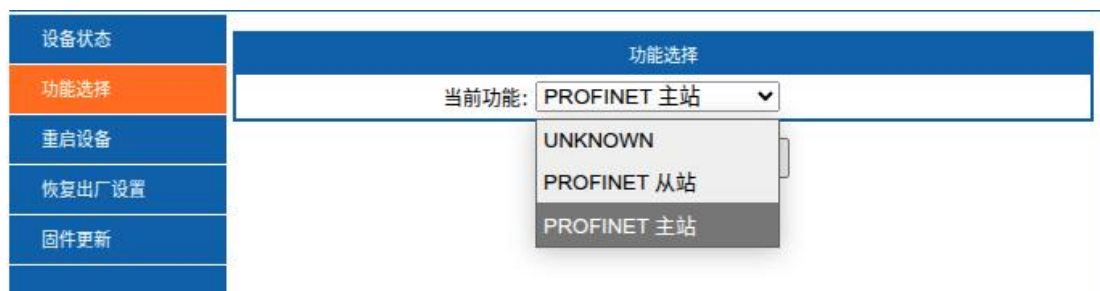 设备状态
功能选择
重启设备
恢复出厂设置
固件更新
功能选择
当前功能: PROFINET 主站
UNKNOWN
PROFINET 从站
PROFINET 主站